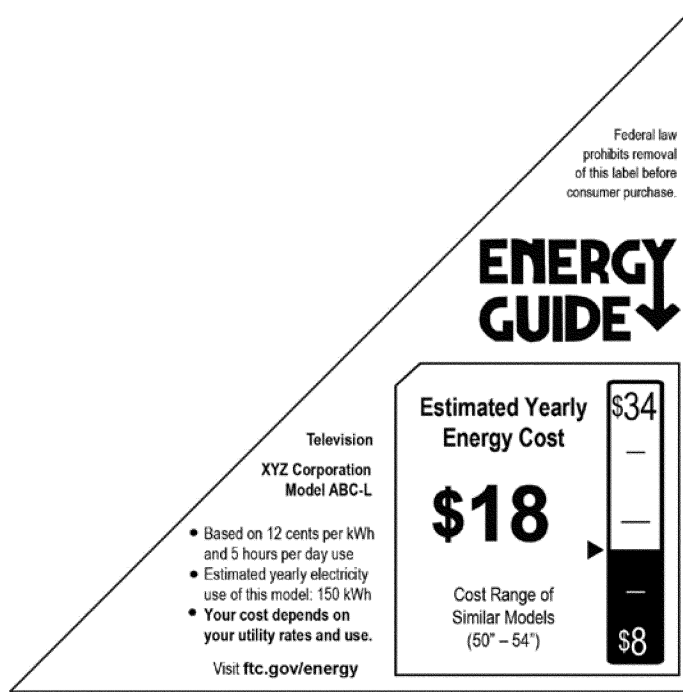 Federal law
prohibits removal
of this label before
consumer purchase.
ENERGY
GUIDE
Estimated Yearly
Energy Cost
$18
Cost Range of
Similar Models
(50" – 54")
$34
$8
Television
XYZ Corporation
Model ABC-L
• Based on 12 cents per kWh
and 5 hours per day use
• Estimated yearly electricity
use of this model: 150 kWh
• Your cost depends on
your utility rates and use.
Visit ftc.gov/energy